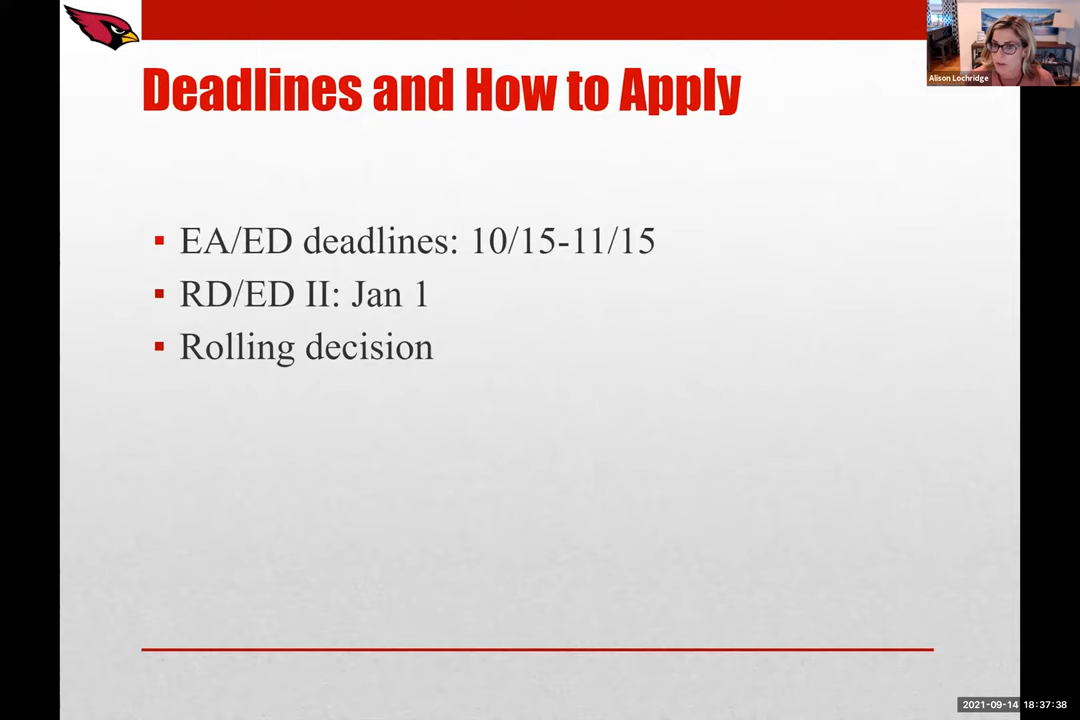 Deadlines and How to Apply
Alison Lochridge
▪ EA/ED deadlines: 10/15-11/15
▪ RD/ED II: Jan 1
▪ Rolling decision
2021-09-14 18:37:38